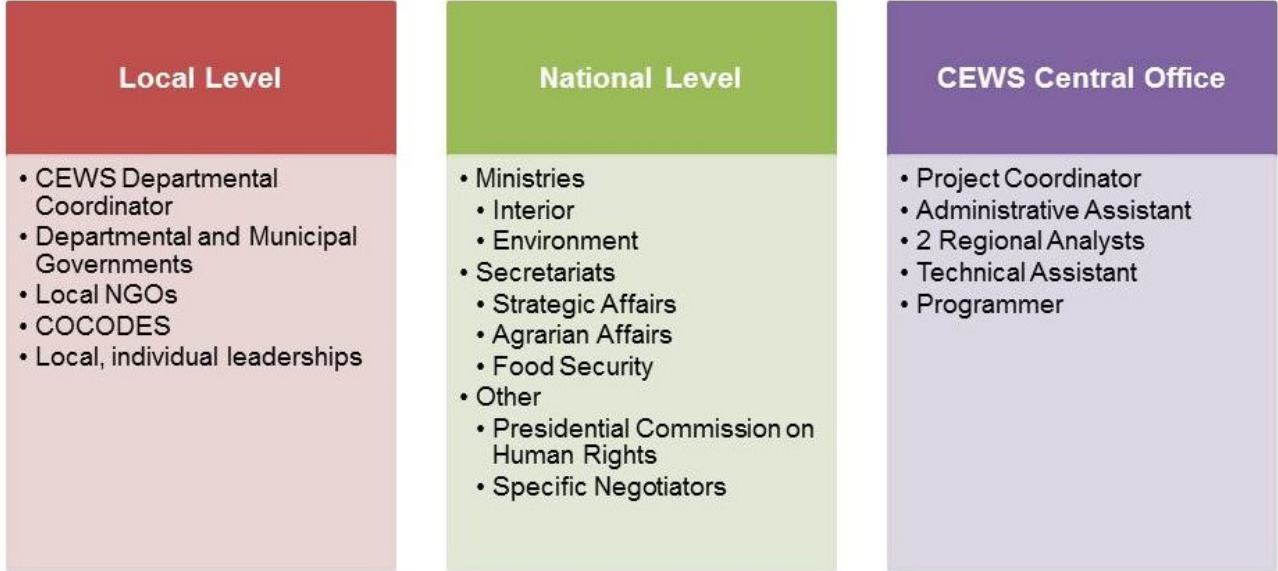 Local Level
• CEWS Departmental
Coordinator
• Departmental and Municipal
Governments
• Local NGOs
• COCODES
• Local, individual leaderships
National Level
• Ministries
• Interior
• Environment
• Secretariats
• Strategic Affairs
• Agrarian Affairs
• Food Security
• Other
• Presidential Commission on
Human Rights
• Specific Negotiators
CEWS Central Office
• Project Coordinator
• Administrative Assistant
• 2 Regional Analysts
• Technical Assistant
• Programmer